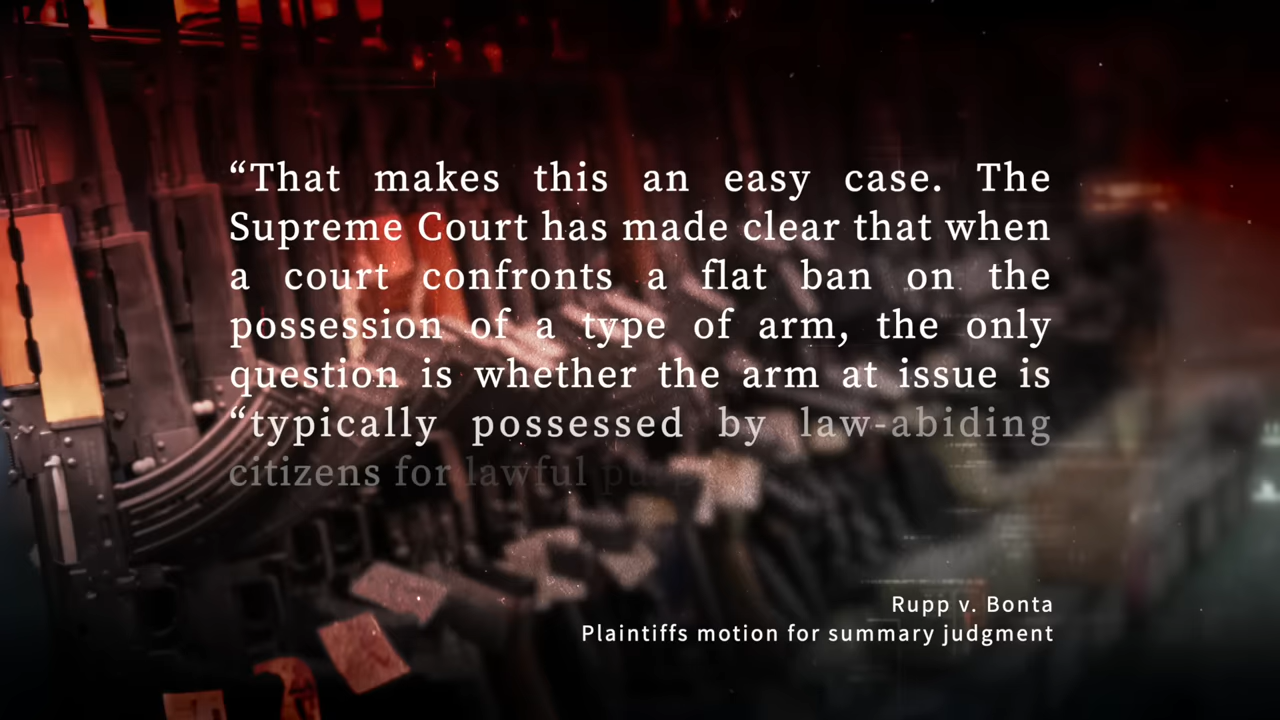 “That makes this an easy case. The
Supreme Court has made clear that when
a court confronts a flat ban on the
possession of a type of arm, the only
question is whether the arm at issue is
“typically possessed by law-abiding
citizens for lawful
Rupp v. Bonta
Plaintiffs motion for summary judgment